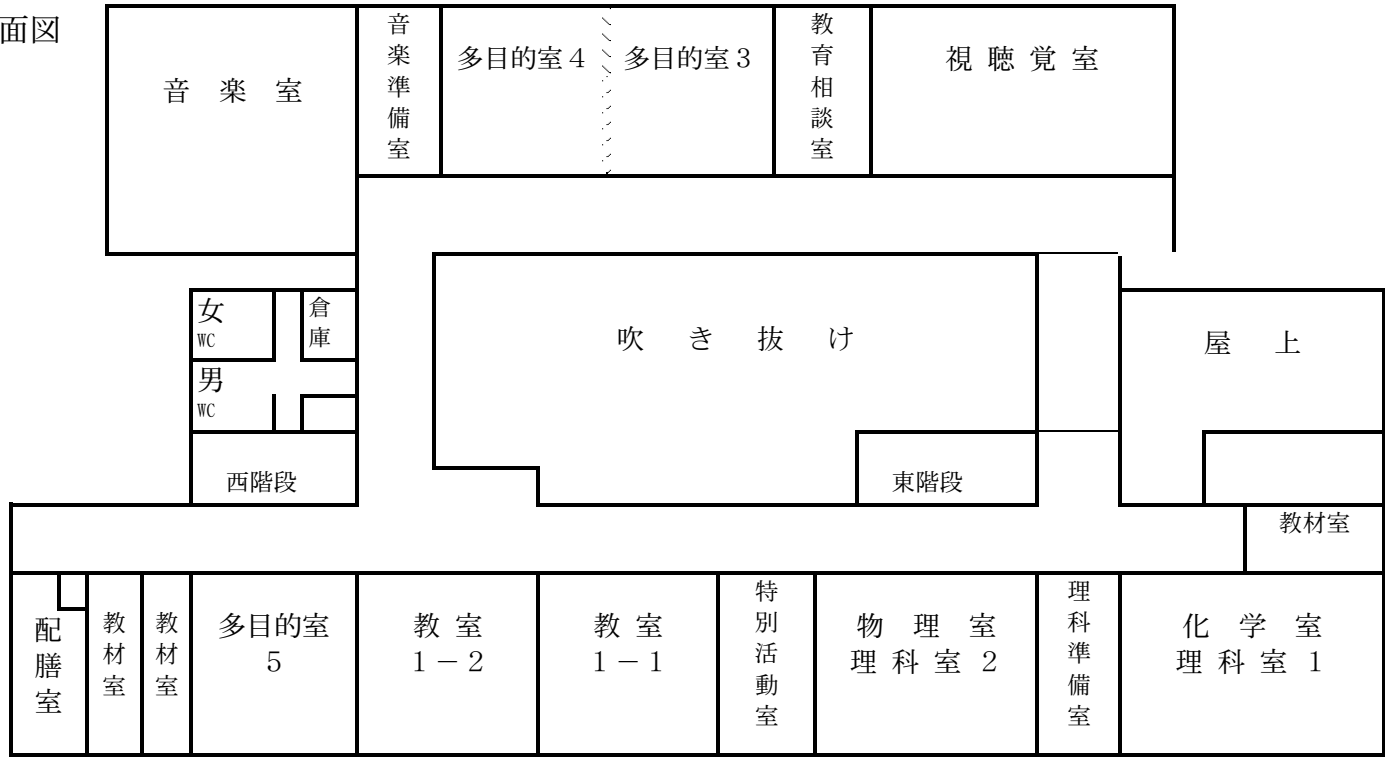 面図
音楽室
音楽準備室
多目的室４
多目的室３
教育相談室
視聴覚室
女
WC
倉庫
男
WC
吹き抜け
屋上
西階段
東階段
教材室
配膳室
教材室
教材室
多目的室
５
教室
１－２
教室
１－１
特別活動室
物理室
理科室２
理科準備室
化学室
理科室１